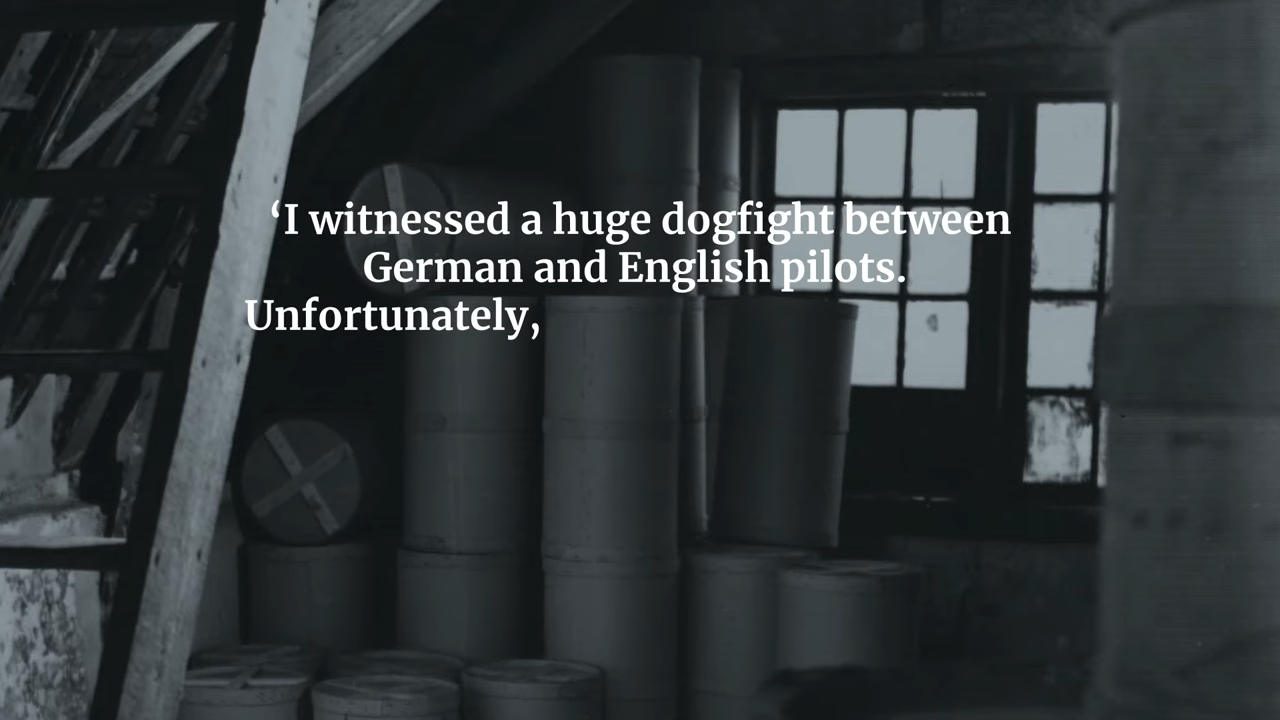 ‘I witnessed a huge dogfight between
German and English pilots.
Unfortunately,